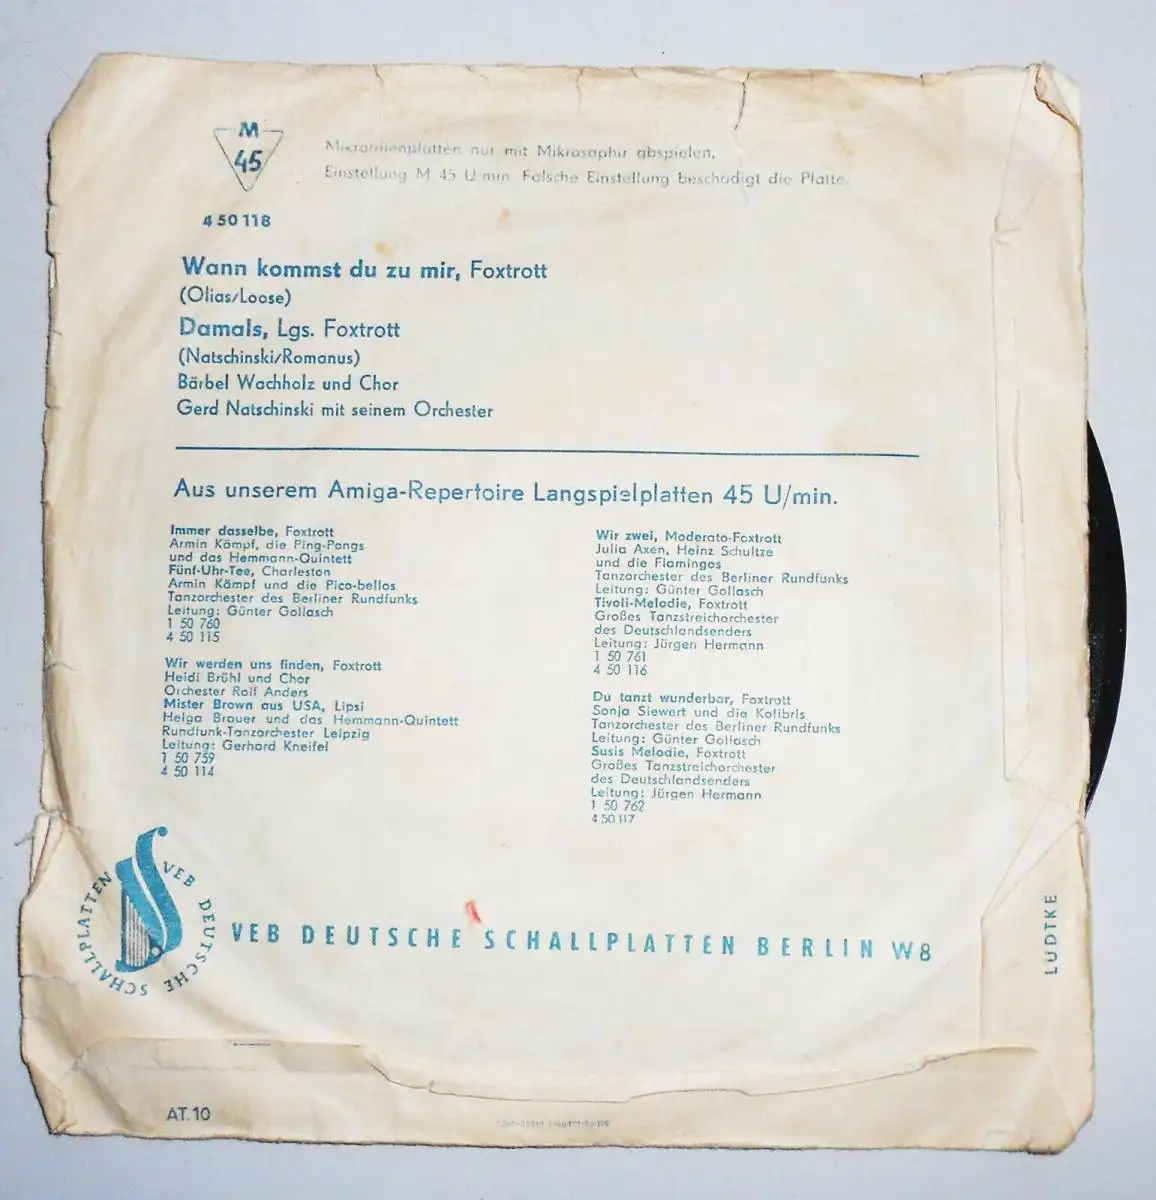 M
45
Mikrorillenplatten nur mit Mikrosaphir abspielen,
Einstellung M 45 U min. Falsche Einstellung beschädigt die Platte.
4 50 118
Wann kommst du zu mir, Foxtrott
(Olias/Loose)
Damals, Lgs. Foxtrott
(Natschinski/Romanus)
Bärbel Wachholz und Chor
Gerd Natschinski mit seinem Orchester
Aus unserem Amiga-Repertoire Langspielplatten 45 U/min.
Immer dasselbe, Foxtrott
Armin Kämpf, die Ping-Pongs
und das Hemmann-Quintett
Fünf-Uhr-Tee, Charleston
Armin Kämpf und die Pico-bellos
Tanzorchester des Berliner Rundfunks
Leitung: Günter Gollasch
1 50 760
4 50 115
Wir werden uns finden, Foxtrott
Heidi Brühl und Chor
Orchester Rolf Anders
Mister Brown aus USA, Lipsi
Helga Brauer und das Hemmann-Quintett
Rundfunk-Tanzorchester Leipzig
Leitung: Gerhard Kneifel
1 50 759
4 50 114
Wir zwei, Moderato-Foxtrott
Julia Axen, Heinz Schultze
und die Flamingos
Tanzorchester des Berliner Rundfunks
Leitung: Günter Gollasch
Tivoli-Melodie, Foxtrott
Großes Tanzstreichorchester
des Deutschlandsenders
Leitung: Jürgen Hermann
1 50 761
4 50 116
Du tanzt wunderbar, Foxtrott
Sonja Siewert und die Kolibris
Tanzorchester des Berliner Rundfunks
Leitung: Günter Gollasch
Susis Melodie, Foxtrott
Großes Tanzstreichorchester
des Deutschlandsenders
Leitung: Jürgen Hermann
1 50 762
4 50 117
VEB DEUTSCHE SCHALLPLATTEN
VEB DEUTSCHE SCHALLPLATTEN BERLIN W8
LÜDTKE
AT. 10